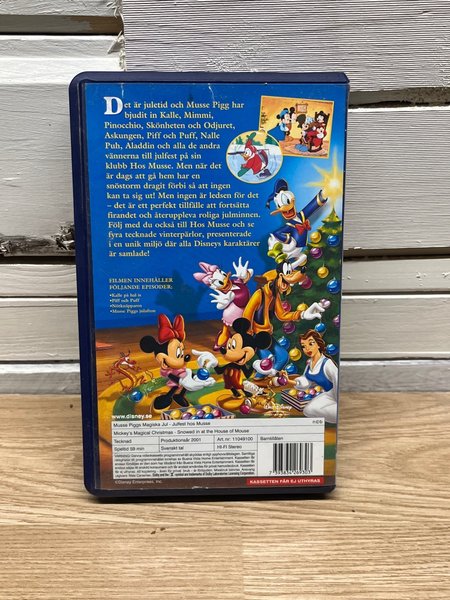 Det är juletid och Musse Pigg har
bjudit in Kalle, Mimmi,
Pinocchio, Skönheten och Odjuret,
Askungen, Piff och Puff, Nalle
Puh, Aladdin och alla de andra
vännerna till julfest på sin
klubb Hos Musse. Men när det
är dags att gå hem har en
snöstorm dragit förbi så att ingen
kan ta sig ut! Men ingen är ledsen för det
- det är ett perfekt tillfälle att fortsätta
firandet och återuppleva roliga julminnen.
Följ med du också till Hos Musse och se
fyra tecknade vinterpärlor, presenterade
i en unik miljö där alla Disneys karaktärer
är samlade!
FILMEN INNEHÅLLER
FÖLJANDE EPISODER:
•Kalle på hal is
•Piff och Puff
•Nötknäpparen
•Musse Piggs julafton
www.disney.se
Musse Piggs Magiska Jul - Julfest hos Musse
Mickey's Magical Christmas - Snowed in at the House of Mouse
Tecknad Produktionsår 2001 Art.nr: 11049100 Barntillåten
Speltid 59 min Svenskt tal HI-FI Stereo
©Disney Enterprises, Inc.
KASSETTEN FÅR EJ UTHYRAS